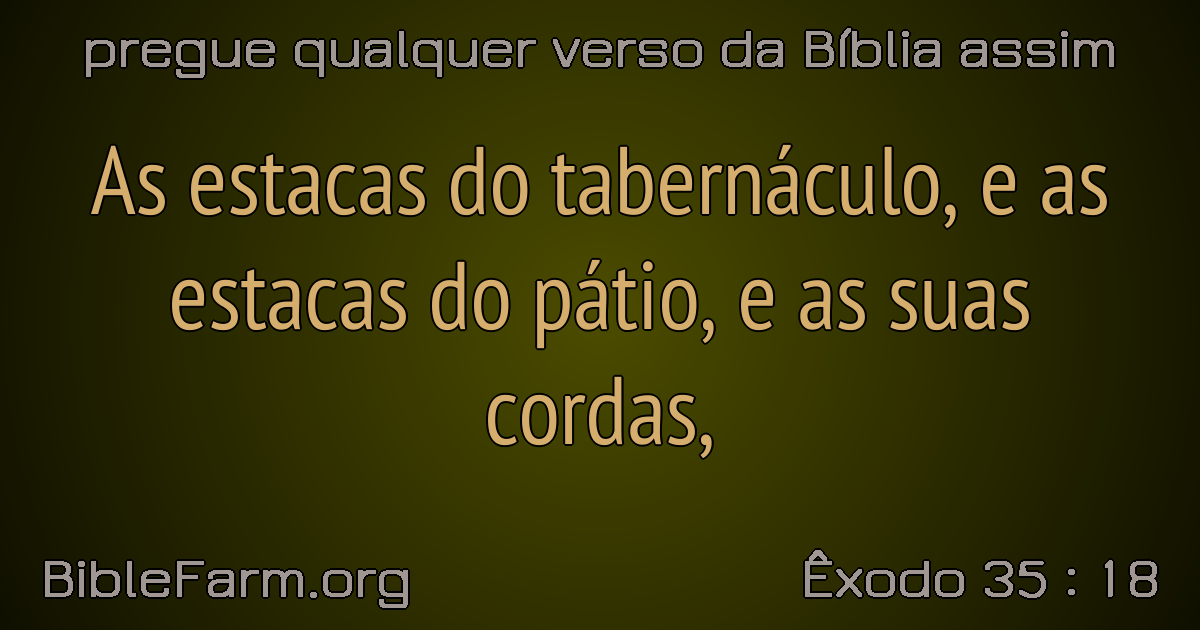 pregue qualquer verso da Bíblia assim
As estacas do tabernáculo, e as
estacas do pátio, e as suas
cordas,
BibleFarm.org
Êxodo 35 : 18